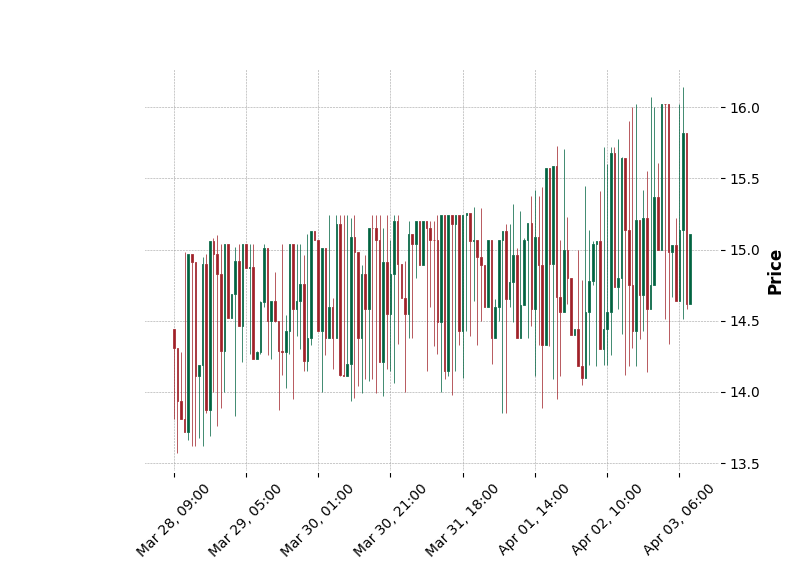 16.0
15.5
15.0
14.5
14.0
13.5
Price
Mar 28, 09:00
Mar 29, 05:00
Mar 30, 01:00
Mar 30, 21:00
Mar 31, 18:00
Apr 01, 14:00
Apr 02, 10:00
Apr 03, 06:00